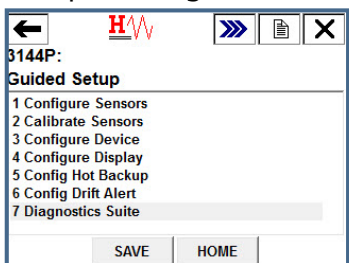 H
3144P:
Guided Setup
1 Configure Sensors
2 Calibrate Sensors
3 Configure Device
4 Configure Display
5 Config Hot Backup
6 Config Drift Alert
7 Diagnostics Suite
SAVE HOME